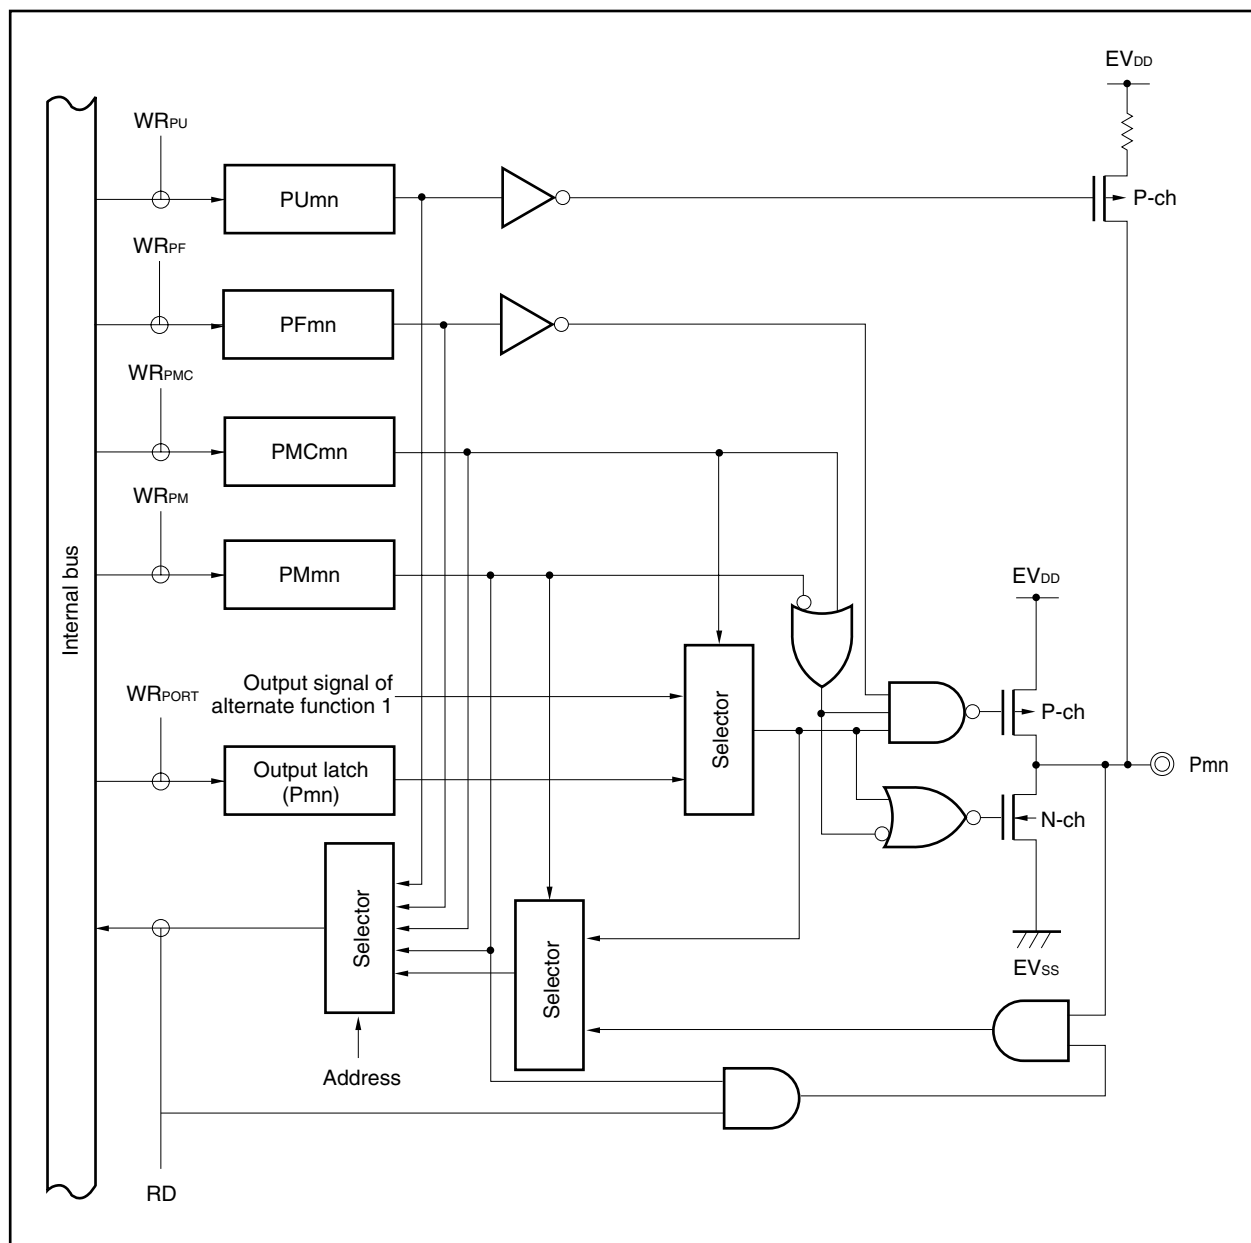 EVDD
WRPU
PUmn
P-ch
WRPF
PFmn
WRPMC
PMCmn
WRPM
PMmn
Internal bus
EVDD
Output signal of
alternate function 1
WRPORT
Selector
P-ch
Output latch
(Pmn)
Pmn
N-ch
Selector
Selector
EVSS
Address
RD